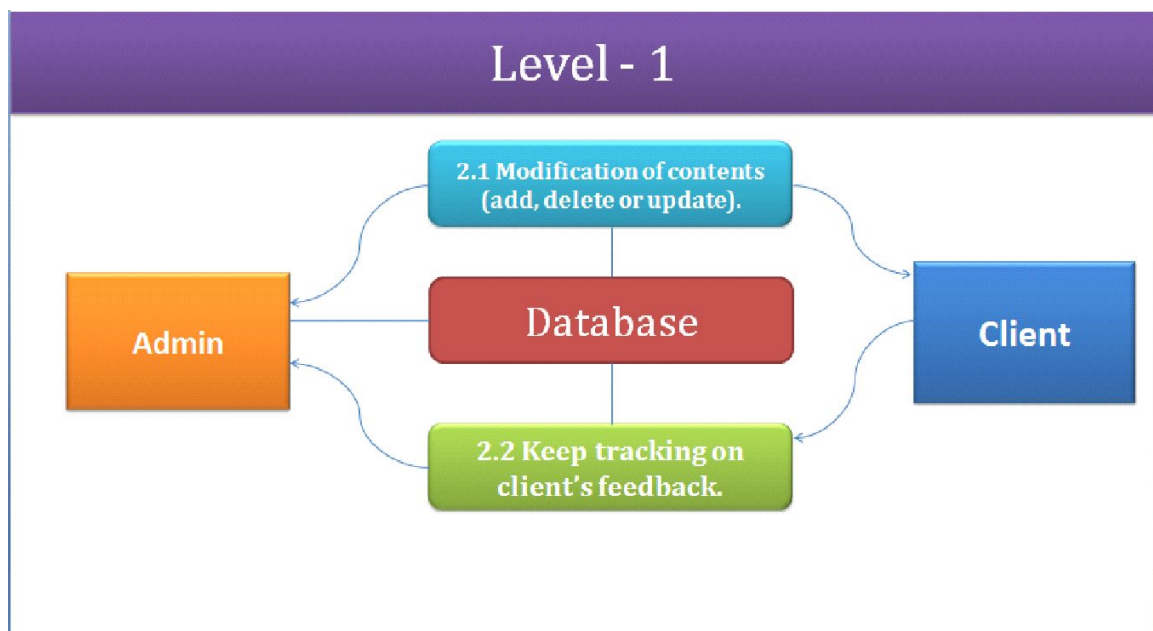 Level - 1
2.1 Modification of contents
(add, delete or update).
Admin
Database
Client
2.2 Keep tracking on
client’s feedback.